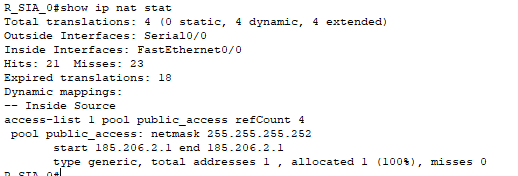 R_SIA_0#show ip nat stat
Total translations: 4 (0 static, 4 dynamic, 4 extended)
Outside Interfaces: Serial0/0
Inside Interfaces: FastEthernet0/0
Hits: 21  Misses: 23
Expired translations: 18
Dynamic mappings:
-- Inside Source
access-list 1 pool public_access refCount 4
 pool public_access: netmask 255.255.255.252
       start 185.206.2.1 end 185.206.2.1
       type generic, total addresses 1 , allocated 1 (100%), misses 0
R_SIA_0#